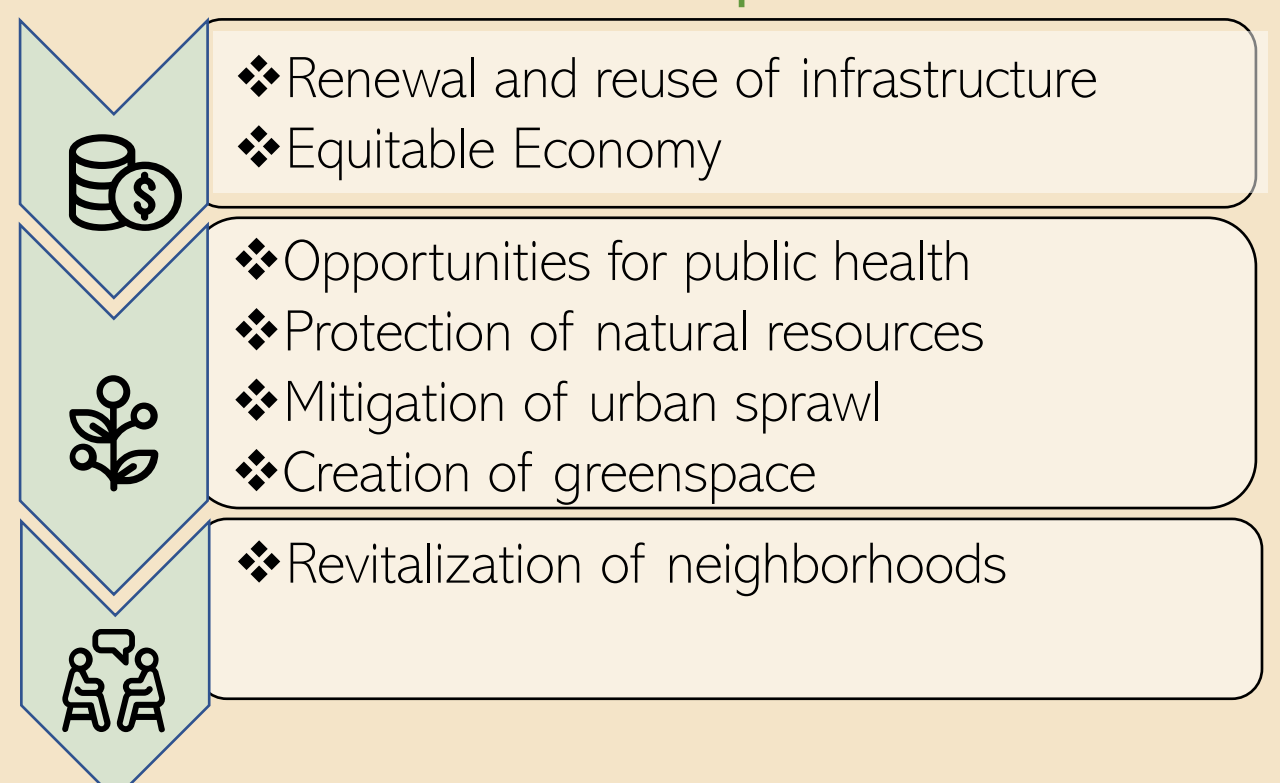 ❖Renewal and reuse of infrastructure
❖Equitable Economy
❖Opportunities for public health
❖Protection of natural resources
❖Mitigation of urban sprawl
❖Creation of greenspace
❖Revitalization of neighborhoods